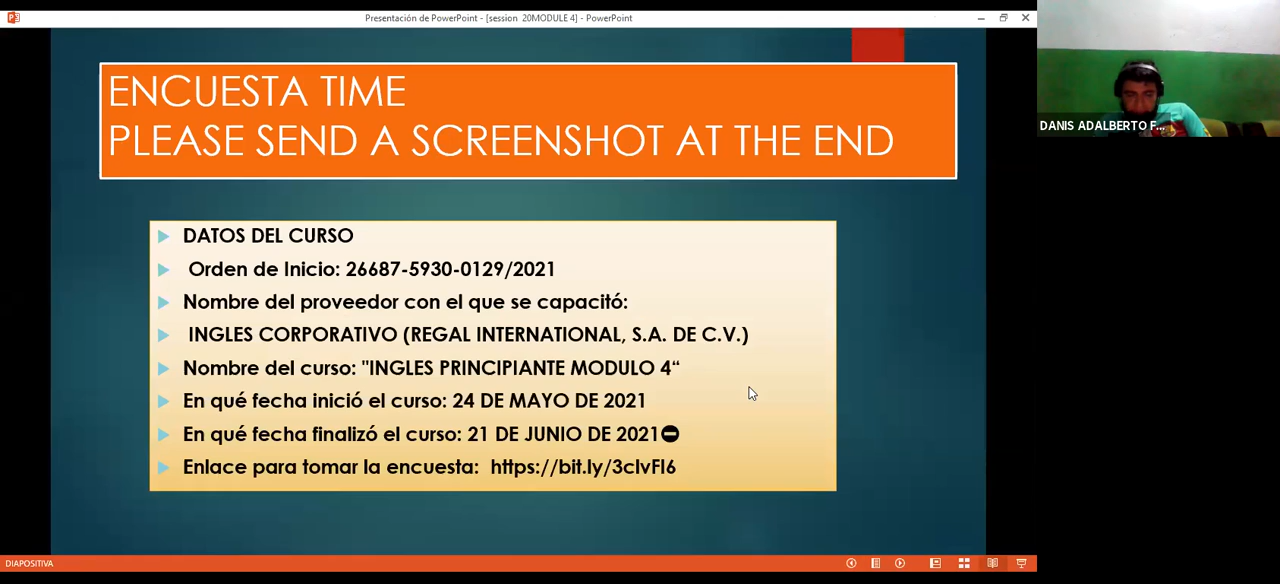 Presentación de PowerPoint - [session 20MODULE 4] - PowerPoint
ENCUESTA TIME
PLEASE SEND A SCREENSHOT AT THE END
DANIS ADALBERTO F...
DATOS DEL CURSO
Orden de Inicio: 26687-5930-0129/2021
Nombre del proveedor con el que se capacitó:
INGLES CORPORATIVO (REGAL INTERNATIONAL, S.A. DE C.V.)
Nombre del curso: "INGLES PRINCIPIANTE MODULO 4“
En qué fecha inició el curso: 24 DE MAYO DE 2021
En qué fecha finalizó el curso: 21 DE JUNIO DE 2021
Enlace para tomar la encuesta: https://bit.ly/3clvFl6
DIAPOSITIVA